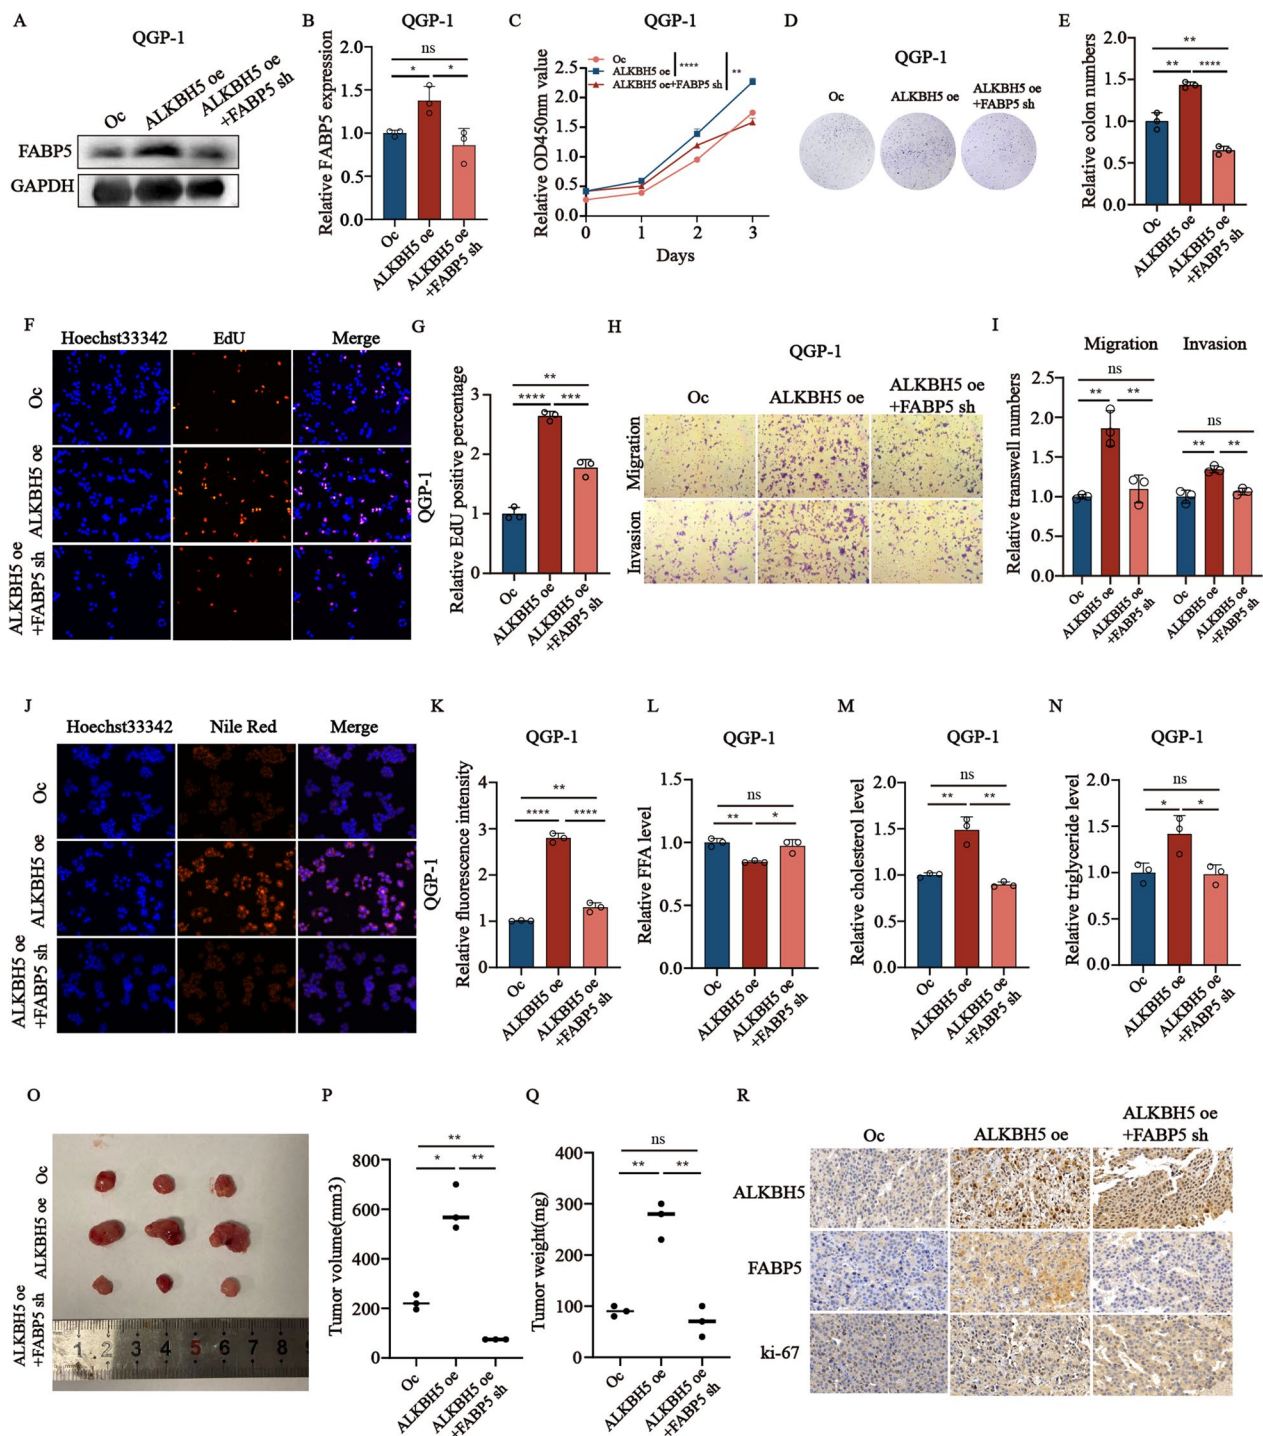 A
QGP-1
Oc
ALKBH5 oe
ALKBH5 oe
+FABP5 sh
FABP5
GAPDH
B
QGP-1
Relative FABP5 expression
2.0
1.5
1.0
0.5
0.0
ns
*
*
Oc
ALKBH5 oe
ALKBH5 oe
+FABP5 sh
C
QGP-1
Relative OD450nm value
2.5
2.0
1.5
1.0
0.5
0.0
Oc
ALKBH5 oe
ALKBH5 oe+FABP5 sh
****
**
0 1 2 3
Days
D
QGP-1
Oc
ALKBH5 oe
ALKBH5 oe
+FABP5 sh
E
Relative colon numbers
2.0
1.5
1.0
0.5
0.0
**
**
****
Oc
ALKBH5 oe
ALKBH5 oe
+FABP5 sh
F
Hoechst33342 EdU Merge
Oc
ALKBH5 oe
ALKBH5 oe
+FABP5 sh
G
QGP-1
Relative EdU positive percentage
3
2
1
0
**
****
***
Oc
ALKBH5 oe
ALKBH5 oe
+FABP5 sh
H
QGP-1
Oc
ALKBH5 oe
ALKBH5 oe
+FABP5 sh
Migration
Invasion
I
Migration Invasion
Relative transwell numbers
2.5
2.0
1.5
1.0
0.5
0.0
ns
**
**
ns
**
**
Oc
ALKBH5 oe
ALKBH5 oe
+FABP5 sh
Oc
ALKBH5 oe
ALKBH5 oe
+FABP5 sh
J
Hoechst33342 Nile Red Merge
Oc
ALKBH5 oe
ALKBH5 oe
+FABP5 sh
QGP-1
K
QGP-1
Relative fluorescence intensity
4
3
2
1
0
**
****
****
Oc
ALKBH5 oe
ALKBH5 oe
+FABP5 sh
L
QGP-1
Relative FFA level
1.5
1.0
0.5
0.0
ns
**
*
Oc
ALKBH5 oe
ALKBH5 oe
+FABP5 sh
M
QGP-1
Relative cholesterol level
2.0
1.5
1.0
0.5
0.0
ns
**
**
Oc
ALKBH5 oe
ALKBH5 oe
+FABP5 sh
N
QGP-1
Relative triglyceride level
2.0
1.5
1.0
0.5
0.0
ns
*
*
Oc
ALKBH5 oe
ALKBH5 oe
+FABP5 sh
O
Oc
ALKBH5 oe
ALKBH5 oe
+FABP5 sh
1 2 3 4 5 6 7 8
P
Tumor volume(mm3)
800
600
400
200
0
**
*
**
Oc
ALKBH5 oe
ALKBH5 oe
+FABP5 sh
Q
Tumor weight(mg)
400
300
200
100
0
ns
**
**
Oc
ALKBH5 oe
ALKBH5 oe
+FABP5 sh
R
Oc
ALKBH5 oe
ALKBH5 oe
+FABP5 sh
ALKBH5
FABP5
ki-67